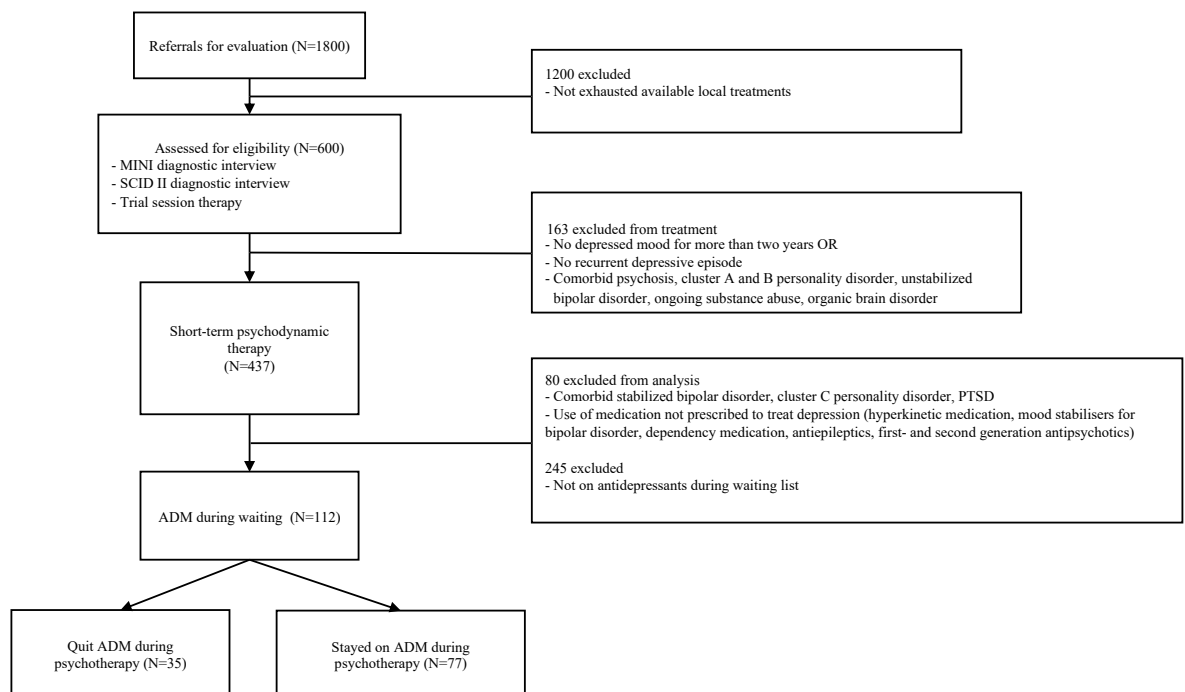 Referrals for evaluation (N=1800)
1200 excluded
- Not exhausted available local treatments
Assessed for eligibility (N=600)
- MINI diagnostic interview
- SCID II diagnostic interview
- Trial session therapy
163 excluded from treatment
- No depressed mood for more than two years OR
- No recurrent depressive episode
- Comorbid psychosis, cluster A and B personality disorder, unstabilized
bipolar disorder, ongoing substance abuse, organic brain disorder
Short-term psychodynamic
therapy
(N=437)
80 excluded from analysis
- Comorbid stabilized bipolar disorder, cluster C personality disorder, PTSD
- Use of medication not prescribed to treat depression (hyperkinetic medication, mood stabilisers for
bipolar disorder, dependency medication, antiepileptics, first- and second generation antipsychotics)
245 excluded
- Not on antidepressants during waiting list
ADM during waiting (N=112)
Quit ADM during
psychotherapy (N=35)
Stayed on ADM during
psychotherapy (N=77)